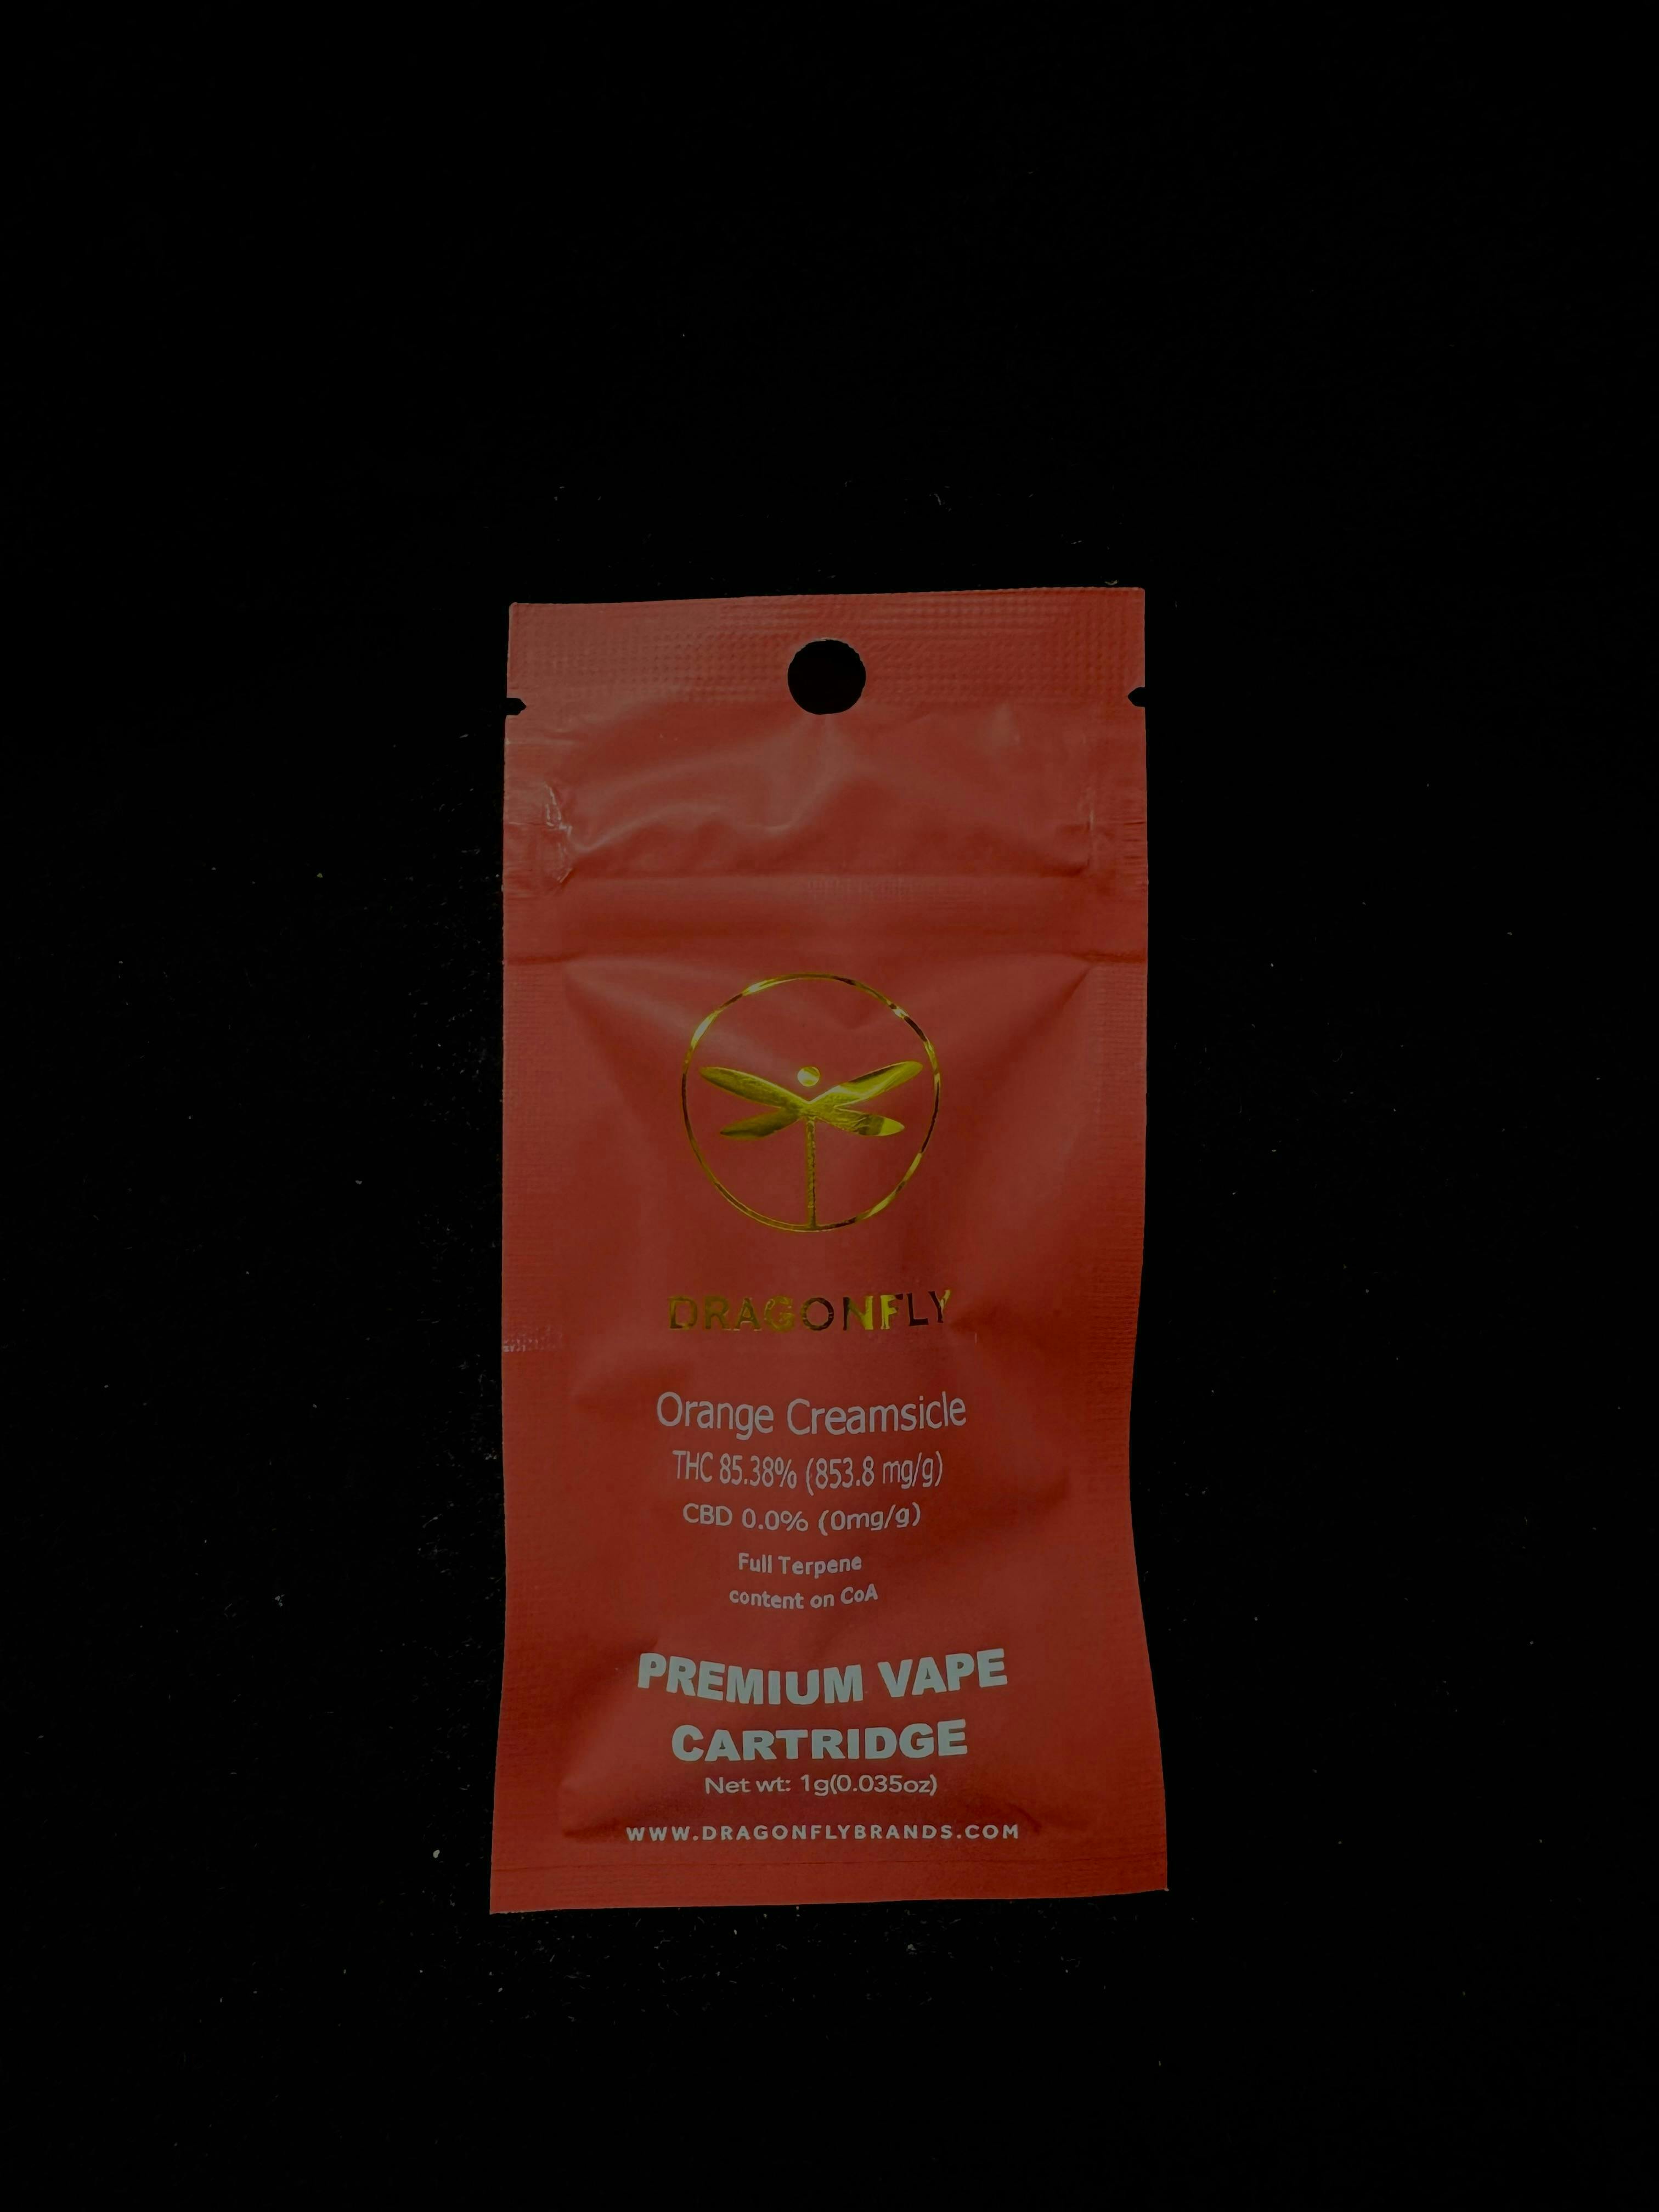 DRAGONFLY
Orange Creamsicle
THC 85.38% (853.8 mg/g)
CBD 0.0% (0mg/g)
Full Terpene
content on CoA
PREMIUM VAPE
CARTRIDGE
Net wt: 1g(0.035oz)
WWW.DRAGONFLYBRANDS.COM